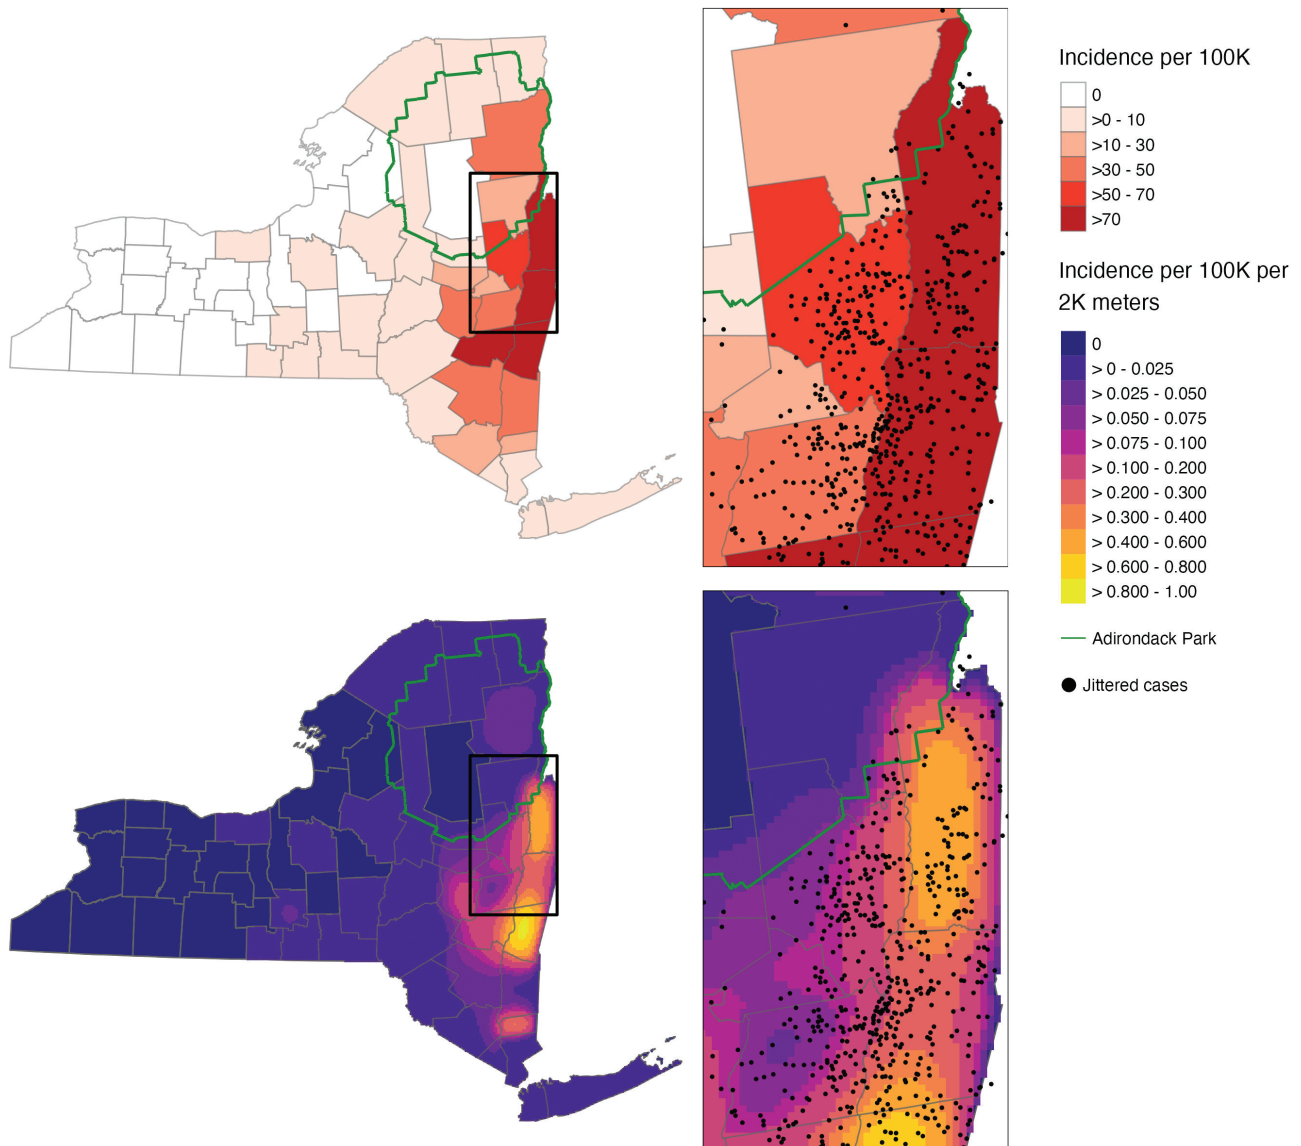 Incidence per 100K
0
>0 - 10
>10 - 30
>30 - 50
>50 - 70
>70
Incidence per 100K per
2K meters
0
> 0 - 0.025
> 0.025 - 0.050
> 0.050 - 0.075
> 0.075 - 0.100
> 0.100 - 0.200
> 0.200 - 0.300
> 0.300 - 0.400
> 0.400 - 0.600
> 0.600 - 0.800
> 0.800 - 1.00
Adirondack Park
Jittered cases